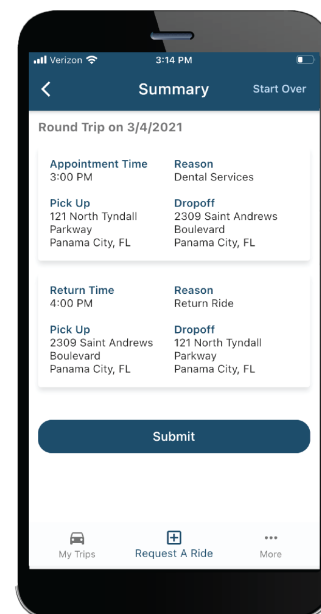 Verizon 3:14 PM
Summary Start Over
Round Trip on 3/4/2021
Appointment Time Reason
3:00 PM Dental Services
Pick Up Dropoff
121 North Tyndall 2309 Saint Andrews
Parkway Boulevard
Panama City, FL Panama City, FL
Return Time Reason
4:00 PM Return Ride
Pick Up Dropoff
2309 Saint Andrews 121 North Tyndall
Boulevard Parkway
Panama City, FL Panama City, FL
Submit
My Trips Request A Ride More